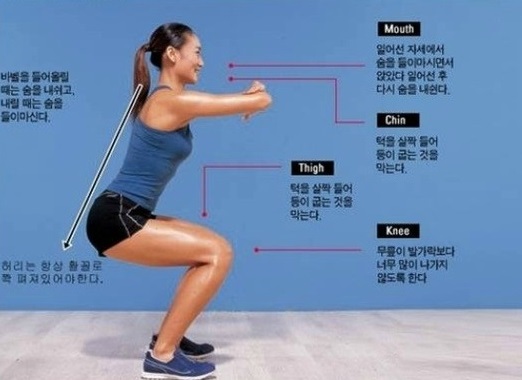 Mouth
일어선 자세에서
숨을 들이마시면서
앉았다 일어선 후
다시 숨을 내쉰다.
바벨을 들어올릴
때는 숨을 내쉬고,
내릴 때는 숨을
들이마신다.
Chin
턱을 살짝 들어
등이 굽는 것을
막는다.
Thigh
턱을 살짝 들어
등이 굽는 것을
막는다.
Knee
무릎이 발가락보다
너무 많이 나가지
않도록 한다
허리는 항상 활꼴로
쭉 펴져있어야한다.